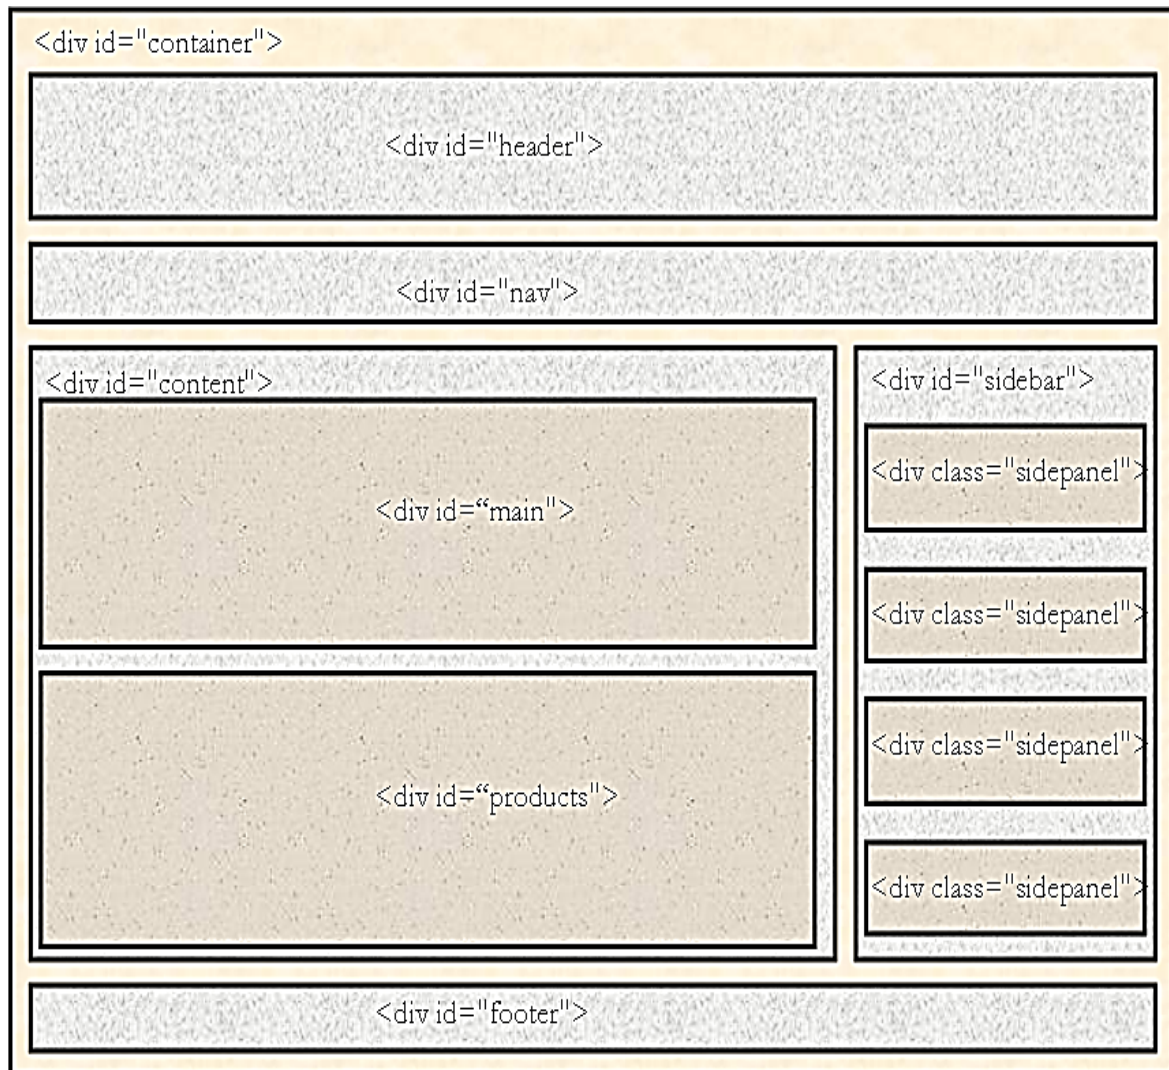 <div id="container">
<div id="header">
<div id="nav">
<div id="content">
<div id=“main">
<div id=“products">
<div id="sidebar">
<div class="sidepanel">
<div class="sidepanel">
<div class="sidepanel">
<div class="sidepanel">
<div id="footer">